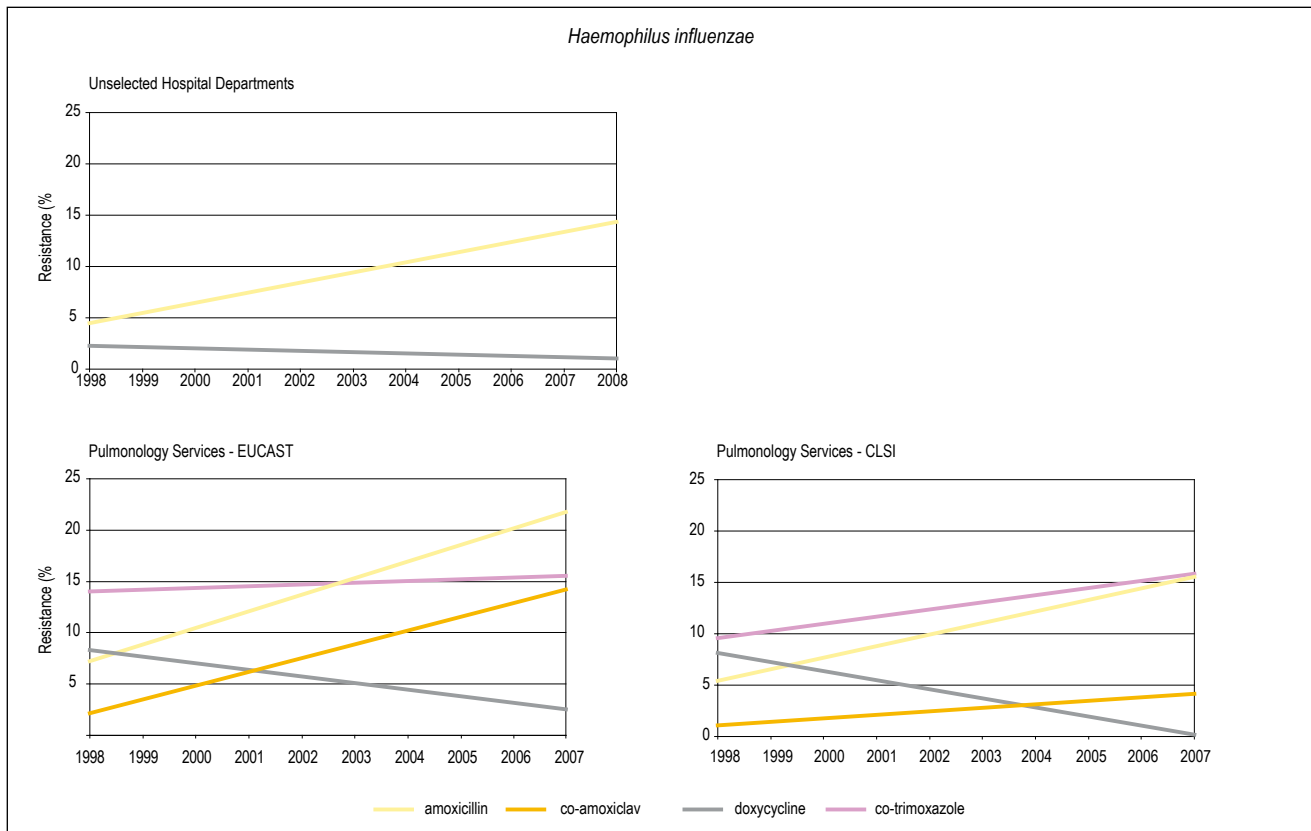 Haemophilus influenzae
Unselected Hospital Departments
25
20
15
10
5
0
Resistance (%
1998 1999 2000 2001 2002 2003 2004 2005 2006 2007 2008
Pulmonology Services - EUCAST
25
20
15
10
5
Resistance (%
1998 1999 2000 2001 2002 2003 2004 2005 2006 2007
Pulmonology Services - CLSI
25
20
15
10
5
0
1998 1999 2000 2001 2002 2003 2004 2005 2006 2007
amoxicillin co-amoxiclav doxycycline co-trimoxazole